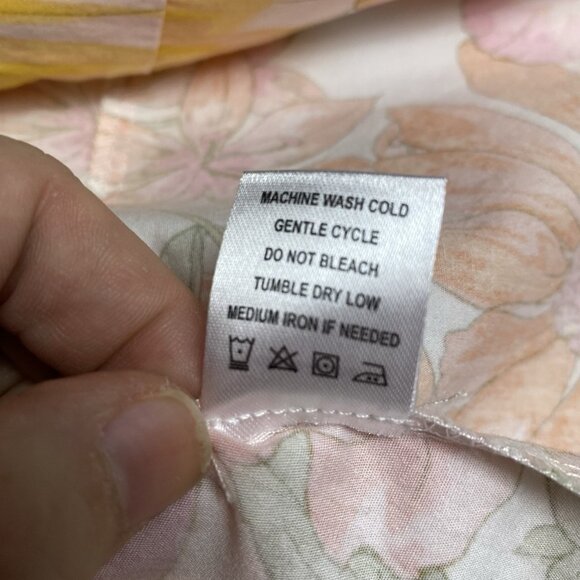 MACHINE WASH COLD
GENTLE CYCLE
DO NOT BLEACH
TUMBLE DRY LOW
MEDIUM IRON IF NEEDED